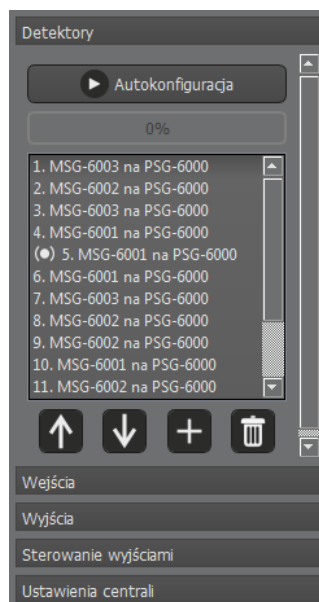 Detektory
Autokonfiguracja
0%
1. MSG-6003 na PSG-6000
2. MSG-6002 na PSG-6000
3. MSG-6003 na PSG-6000
4. MSG-6001 na PSG-6000
5. MSG-6001 na PSG-6000
6. MSG-6001 na PSG-6000
7. MSG-6003 na PSG-6000
8. MSG-6002 na PSG-6000
9. MSG-6002 na PSG-6000
10. MSG-6001 na PSG-6000
11. MSG-6002 na PSG-6000
Wejścia
Wyjścia
Sterowanie wyjściami
Ustawienia centrali